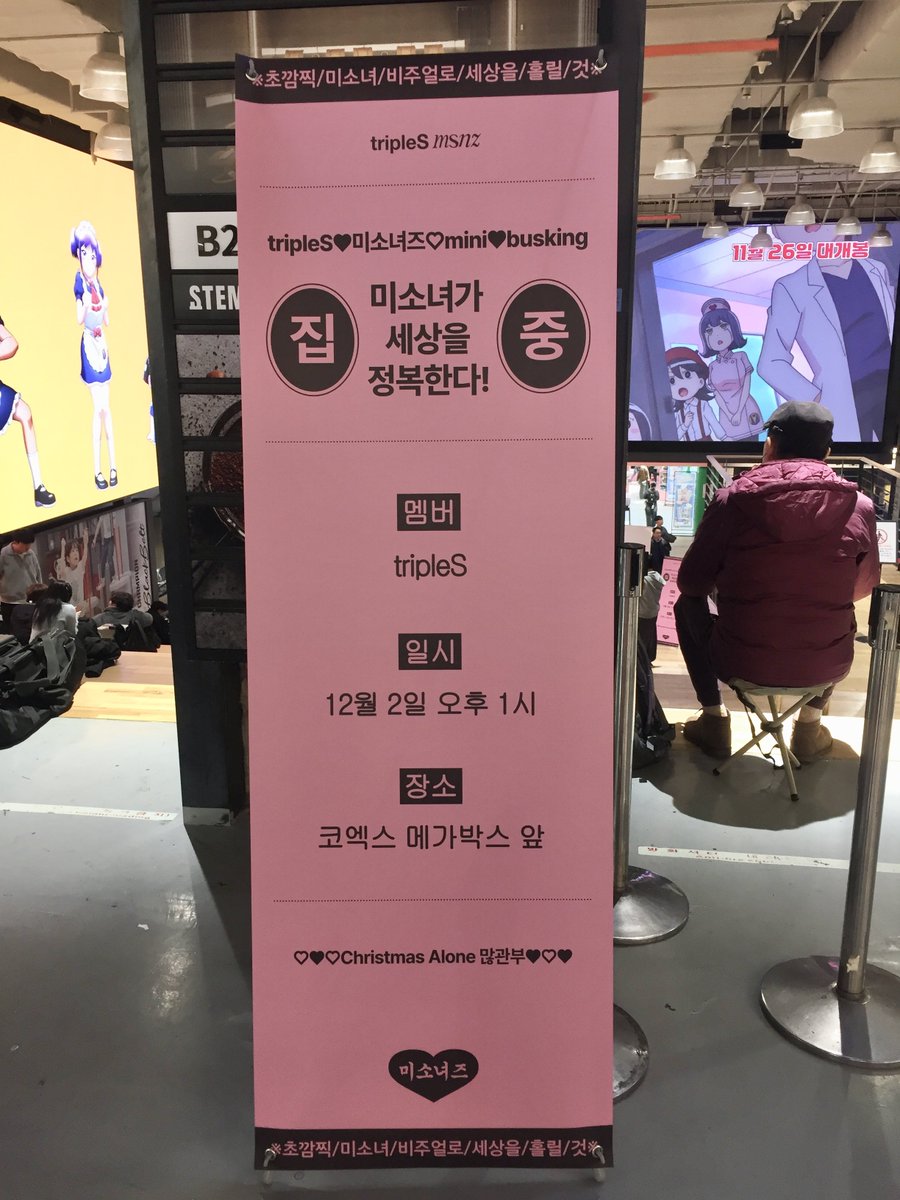 ※초깜찍/미소녀/비주얼로/세상을/홀릴/것※
tripleS msnz
tripleS♥미소녀즈♡mini♥busking
집
미소녀가
세상을
정복한다!
중
멤버
tripleS
일시
12월 2일 오후 1시
장소
코엑스 메가박스 앞
♡♥♡Christmas Alone 많관부♥♡♥
미소녀즈
※초깜찍/미소녀/비주얼로/세상을/홀릴/것※
B2
STEM
11월 26일 대개봉
Black Belt